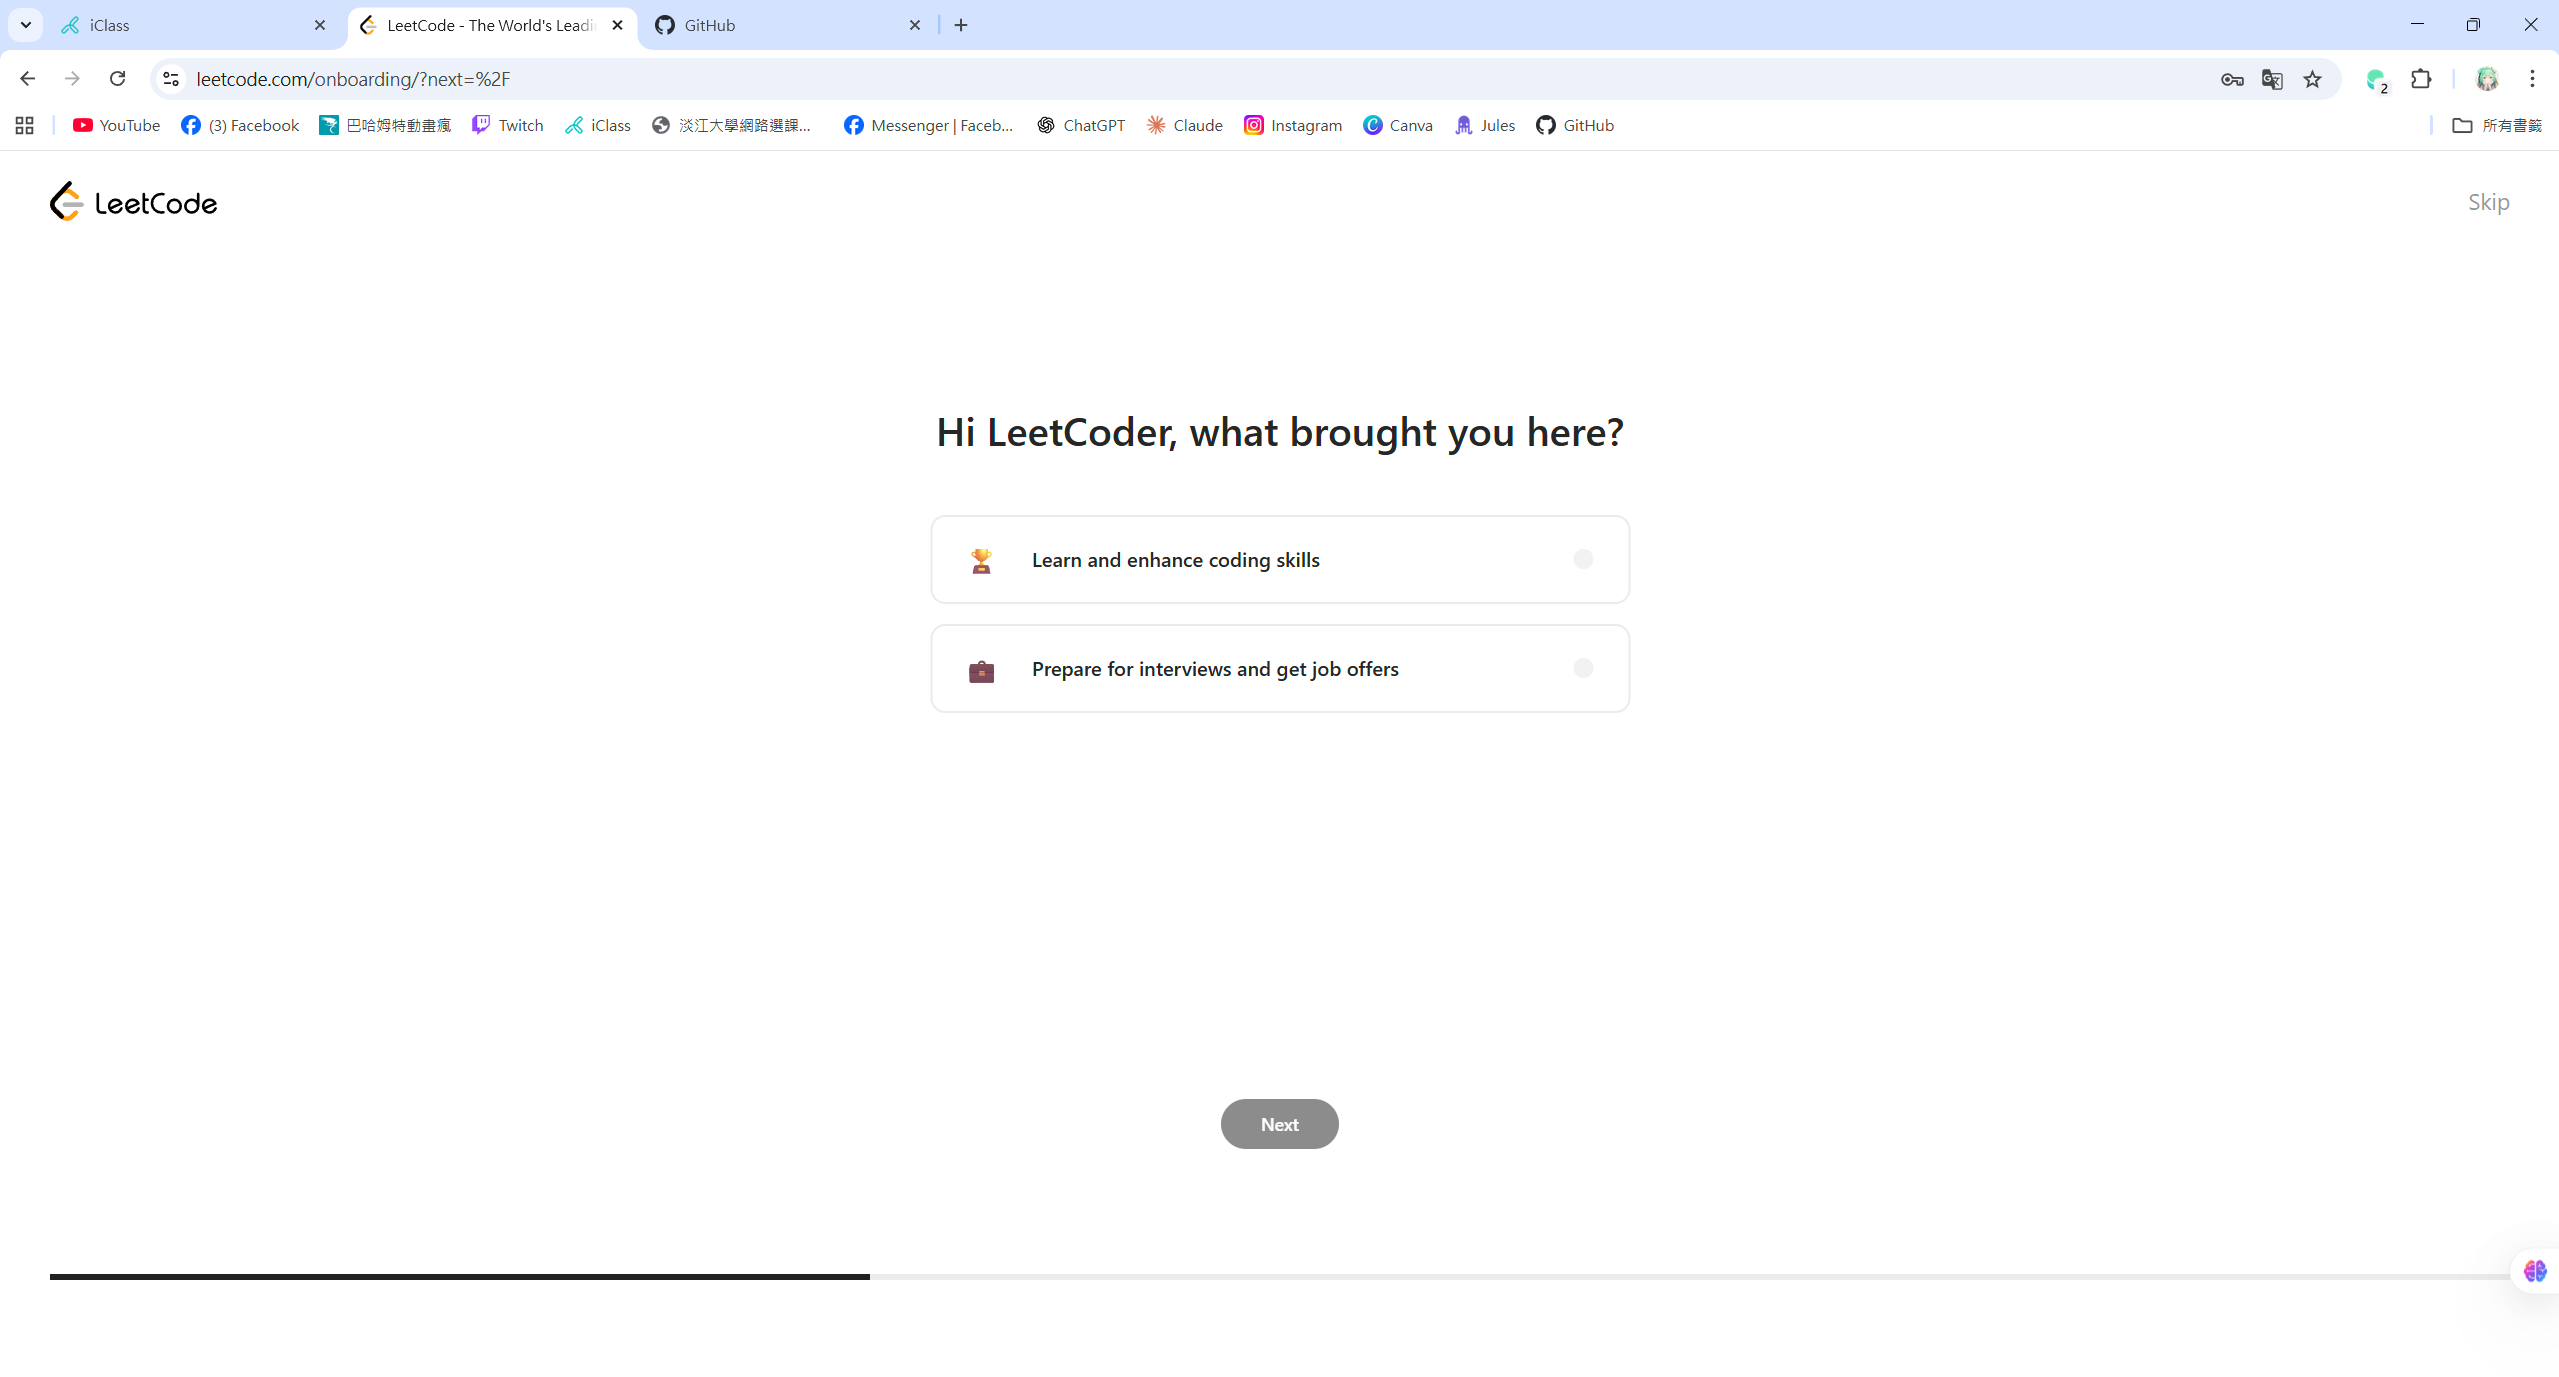 iClass
LeetCode - The World's Leadi
GitHub
leetcode.com/onboarding/?next=%2F
2
YouTube
(3) Facebook
巴哈姆特動畫瘋
Twitch
iClass
淡江大學網路選課...
Messenger | Faceb...
ChatGPT
Claude
Instagram
Canva
Jules
GitHub
所有書籤
LeetCode
Skip
Hi LeetCoder, what brought you here?
Learn and enhance coding skills
Prepare for interviews and get job offers
Next